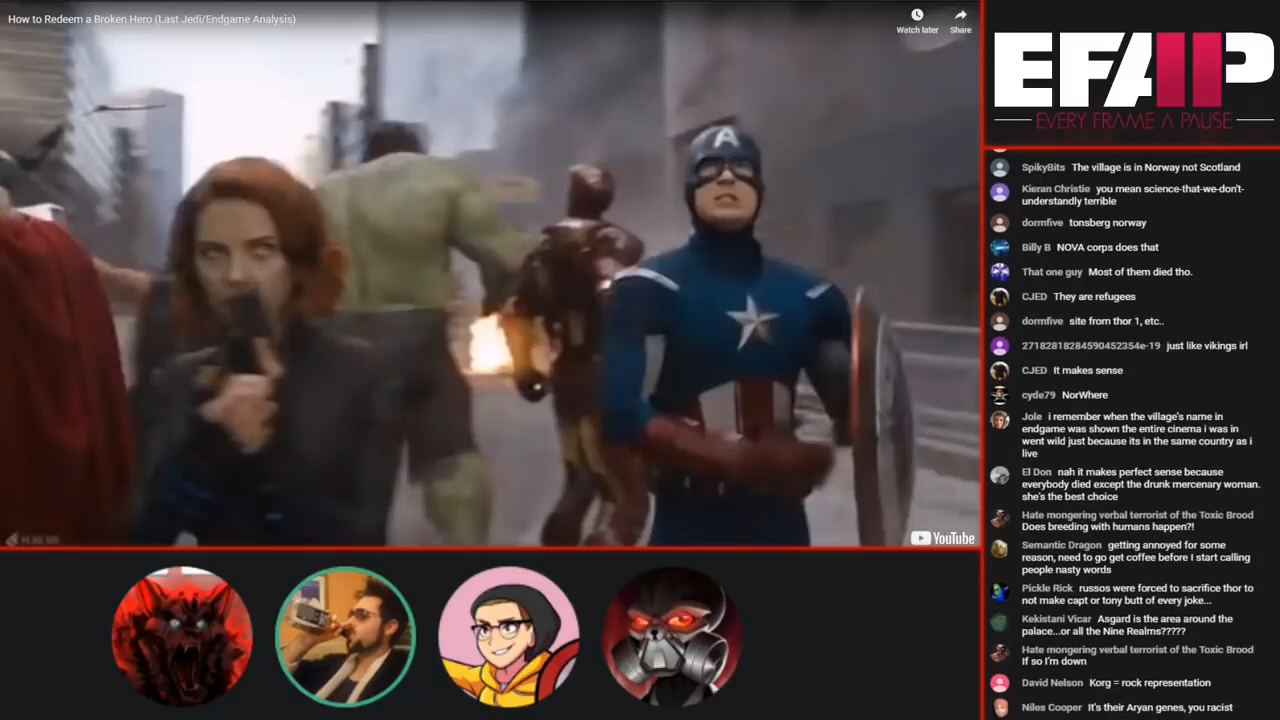 How to Redeem a Broken Hero (Last Jedi/Endgame Analysis)
Watch later
Share
A
YouTube
EFAP
EVERY FRAME A PAUSE
SpikyBits The village is in Norway not Scotland
Kieran Christie you mean science-that-we-don't-
understandly terrible
dormfive tonsberg norway
Billy B NOVA corps does that
That one guy Most of them died tho.
CJED They are refugees
dormfive site from thor 1, etc..
27182818284590452354e-19 just like vikings irl
CJED It makes sense
cyde79 NorWhere
Jole i remember when the village's name in
endgame was shown the entire cinema i was in
went wild just because its in the same country as i
live
El Don nah it makes perfect sense because
everybody died except the drunk mercenary woman.
she's the best choice
Hate mongering verbal terrorist of the Toxic Brood
Does breeding with humans happen?!
Semantic Dragon getting annoyed for some
reason, need to go get coffee before I start calling
people nasty words
Pickle Rick russos were forced to sacrifice thor to
not make capt or tony butt of every joke...
Kekistani Vicar Asgard is the area around the
palace...or all the Nine Realms?????
Hate mongering verbal terrorist of the Toxic Brood
If so I'm down
David Nelson Korg = rock representation
Niles Cooper It's their Aryan genes, you racist